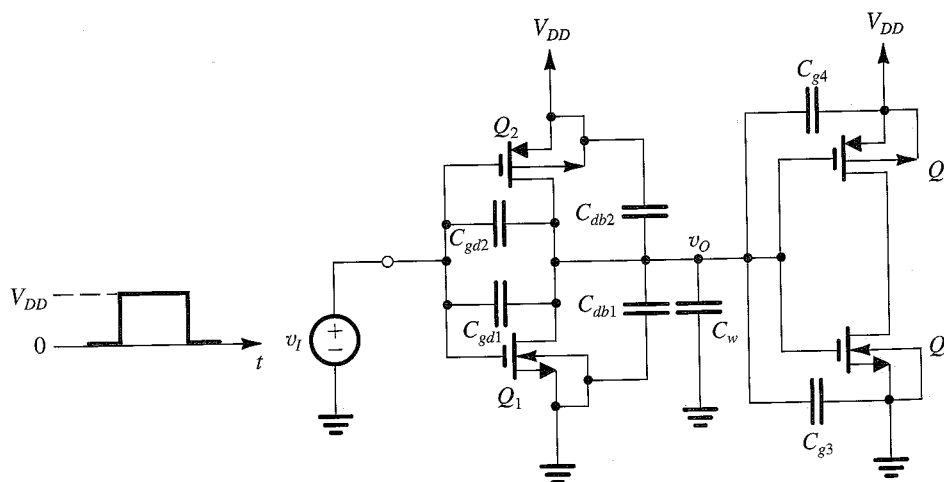 V_DD
V_DD
C_g4
Q_2
Q
C_gd2
C_db2
v_O
V_DD
0
t
v_I
C_gd1
C_db1
C_w
Q
Q_1
C_g3